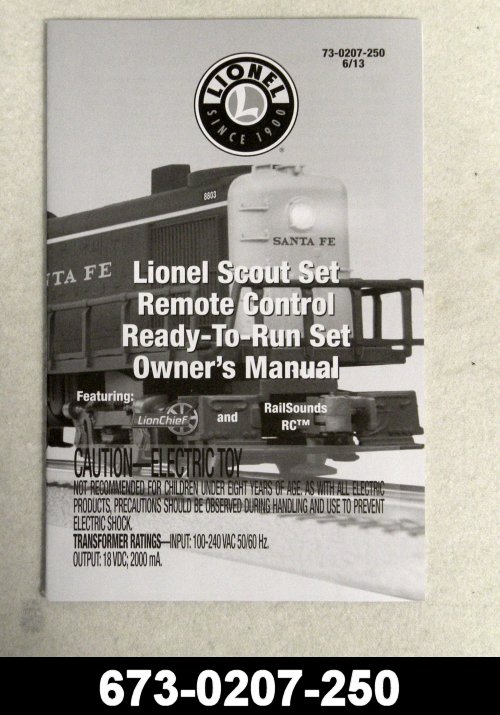 73-0207-250
6/13
LIONEL
L
SINCE 1900
®
8803
SANTA FE
NTA FE
Lionel Scout Set
Remote Control
Ready-To-Run Set
Owner's Manual
Featuring:
LionChief
and
RailSounds
RC™
CAUTION—ELECTRIC TOY
NOT RECOMMENDED FOR CHILDREN UNDER EIGHT YEARS OF AGE. AS WITH ALL ELECTRIC
PRODUCTS, PRECAUTIONS SHOULD BE OBSERVED DURING HANDLING AND USE TO PREVENT
ELECTRIC SHOCK.
TRANSFORMER RATINGS—INPUT: 100-240 VAC 50/60 Hz.
OUTPUT: 18 VDC; 2000 mA.
673-0207-250